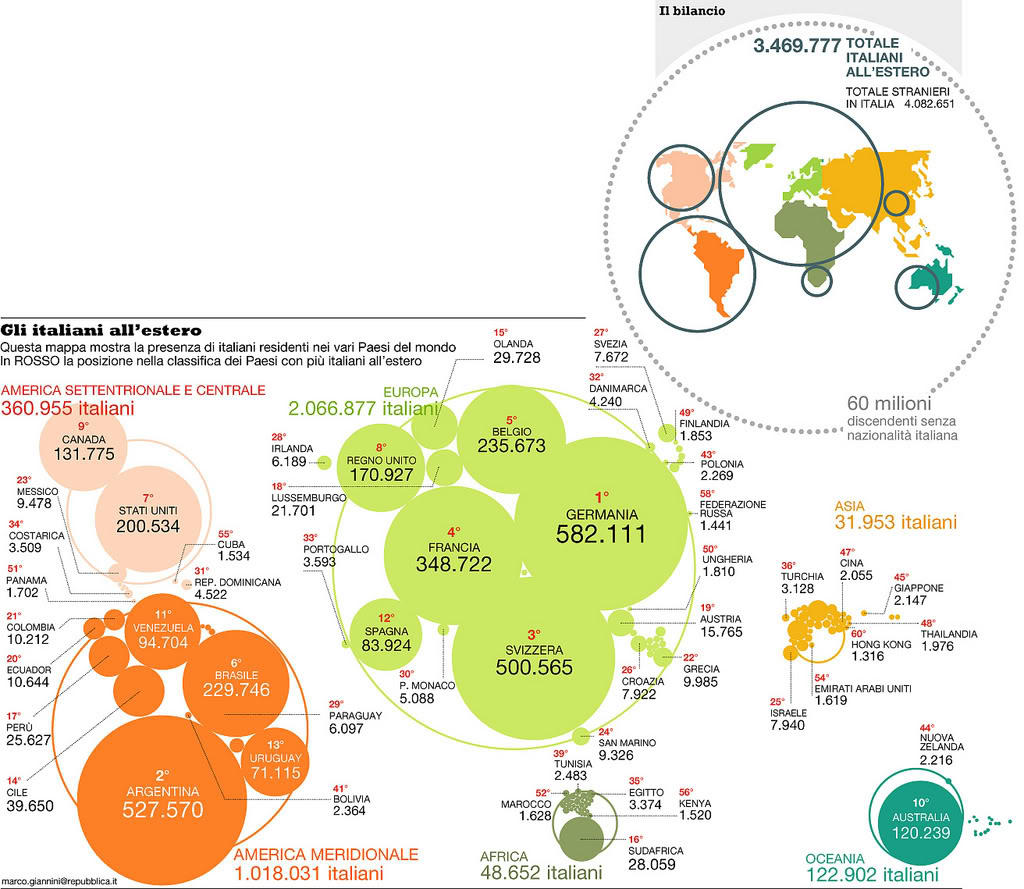 Il bilancio
3.469.777 TOTALE
ITALIANI
ALL'ESTERO
TOTALE STRANIERI
IN ITALIA 4.082.651
60 milioni
discendenti senza
nazionalità italiana
Gli italiani all'estero
Questa mappa mostra la presenza di italiani residenti nei vari Paesi del mondo
In ROSSO la posizione nella classifica dei Paesi con più italiani all'estero
AMERICA SETTENTRIONALE E CENTRALE
360.955 italiani
9°
CANADA
131.775
7°
STATI UNITI
200.534
23°
MESSICO
9.478
34°
COSTARICA
3.509
51°
PANAMA
1.702
55°
CUBA
1.534
31°
REP. DOMINICANA
4.522
21°
COLOMBIA
10.212
20°
ECUADOR
10.644
17°
PERÙ
25.627
14°
CILE
39.650
11°
VENEZUELA
94.704
6°
BRASILE
229.746
29°
PARAGUAY
6.097
13°
URUGUAY
71.115
41°
BOLIVIA
2.364
2°
ARGENTINA
527.570
AMERICA MERIDIONALE
1.018.031 italiani
EUROPA
2.066.877 italiani
15°
OLANDA
29.728
27°
SVEZIA
7.672
32°
DANIMARCA
4.240
49°
FINLANDIA
1.853
43°
POLONIA
2.269
58°
FEDERAZIONE
RUSSA
1.441
50°
UNGHERIA
1.810
19°
AUSTRIA
15.765
22°
GRECIA
9.985
26°
CROAZIA
7.922
24°
SAN MARINO
9.326
28°
IRLANDA
6.189
18°
LUSSEMBURGO
21.701
33°
PORTOGALLO
3.593
8°
REGNO UNITO
170.927
5°
BELGIO
235.673
1°
GERMANIA
582.111
4°
FRANCIA
348.722
12°
SPAGNA
83.924
30°
P. MONACO
5.088
3°
SVIZZERA
500.565
39°
TUNISIA
2.483
52°
MAROCCO
1.628
35°
EGITTO
3.374
56°
KENYA
1.520
16°
SUDAFRICA
28.059
AFRICA
48.652 italiani
ASIA
31.953 italiani
36°
TURCHIA
3.128
47°
CINA
2.055
45°
GIAPPONE
2.147
48°
THAILANDIA
1.976
60°
HONG KONG
1.316
54°
EMIRATI ARABI UNITI
1.619
25°
ISRAELE
7.940
44°
NUOVA
ZELANDA
2.216
10°
AUSTRALIA
120.239
OCEANIA
122.902 italiani
marco.giannini@repubblica.it